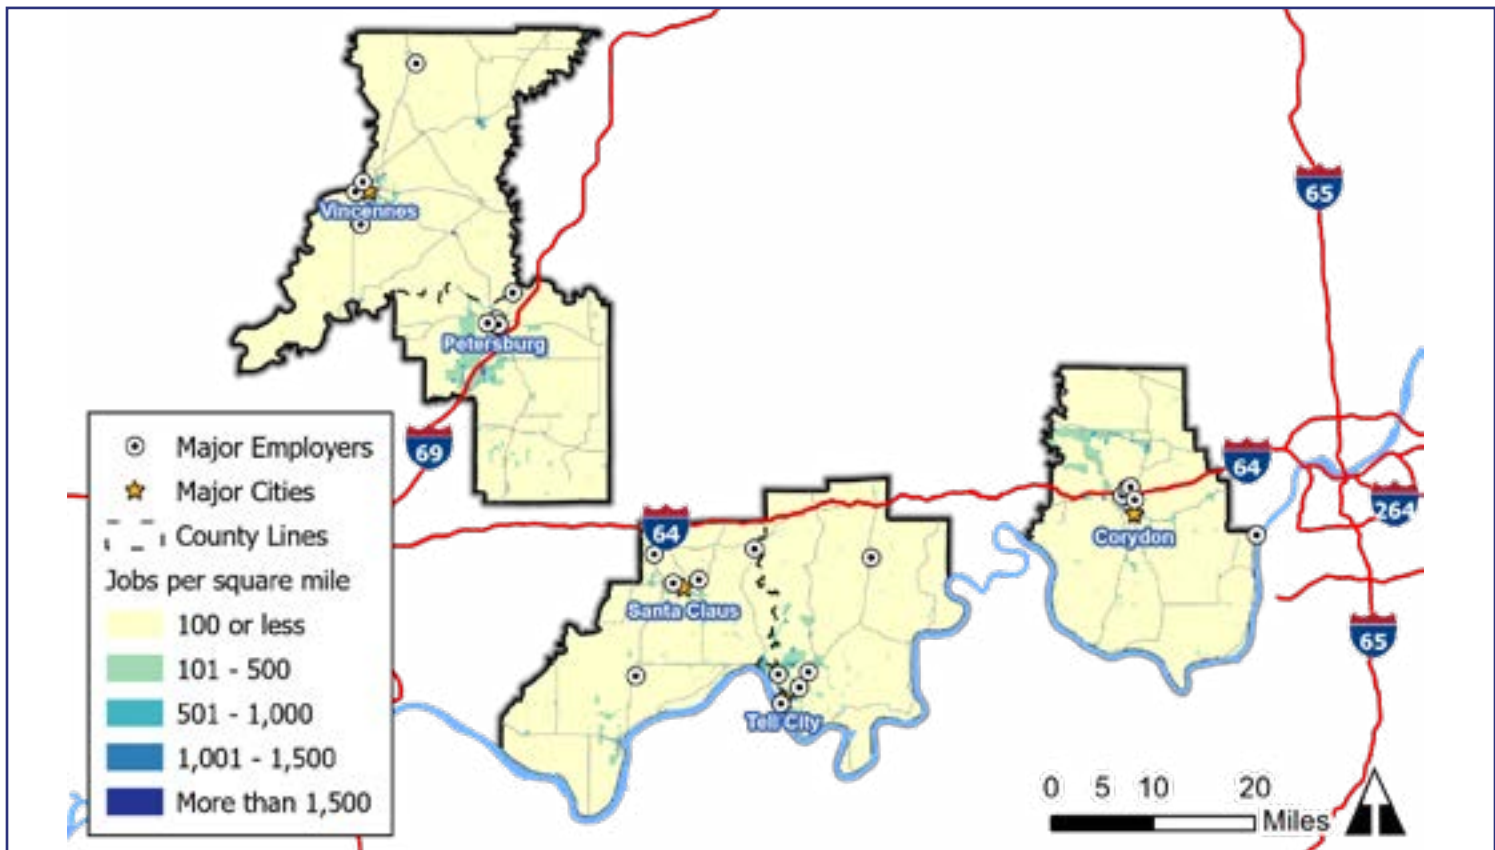 65
Vincennes
Petersburg
69
Major Employers
Major Cities
County Lines
Jobs per square mile
100 or less
101 - 500
501 - 1,000
1,001 - 1,500
More than 1,500
64
64
264
Corydon
Santa Claus
65
Tell City
0 5 10 20
Miles